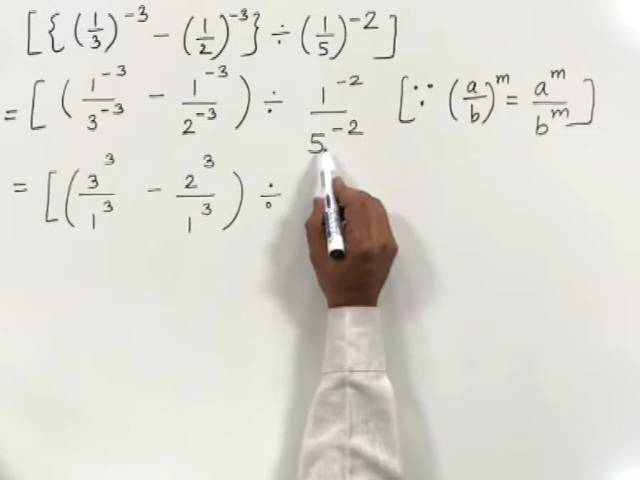 [{(1/3)^-3 - (1/2)^-3} ÷ (1/5)^-2]
= [(1^-3/3^-3 - 1^-3/2^-3) ÷ 1^-2/5^-2 [∵ (a/b)^m = a^m/b^m]
= [(3^3/1^3 - 2^3/1^3) ÷